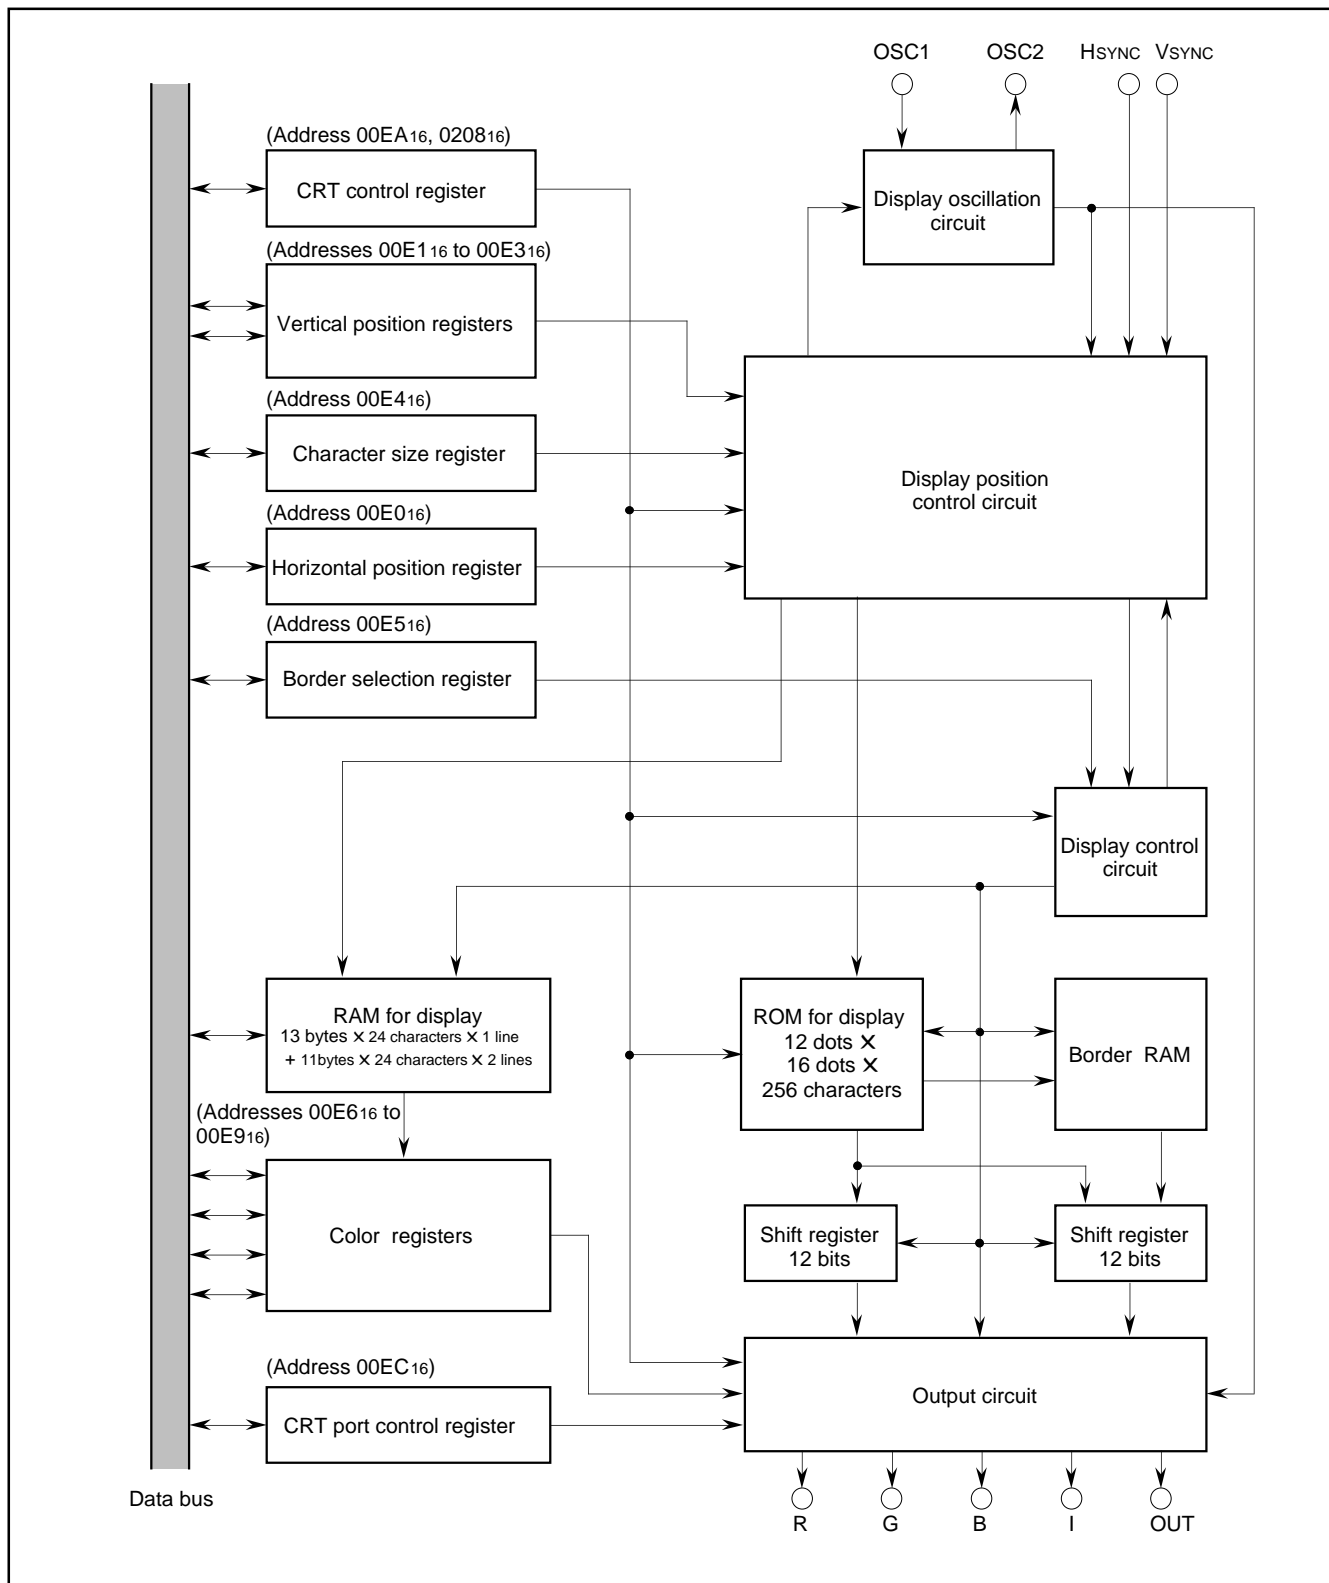 OSC1 OSC2 HSYNC VSYNC
(Address 00EA16, 020816)
CRT control register
Display oscillation
circuit
(Addresses 00E116 to 00E316)
Vertical position registers
(Address 00E416)
Character size register
Display position
control circuit
(Address 00E016)
Horizontal position register
(Address 00E516)
Border selection register
Display control
circuit
RAM for display
13 bytes × 24 characters × 1 line
+ 11bytes × 24 characters × 2 lines
ROM for display
12 dots ×
16 dots ×
256 characters
Border RAM
(Addresses 00E616 to
00E916)
Color registers
Shift register
12 bits
Shift register
12 bits
(Address 00EC16)
CRT port control register
Output circuit
Data bus
R G B I OUT